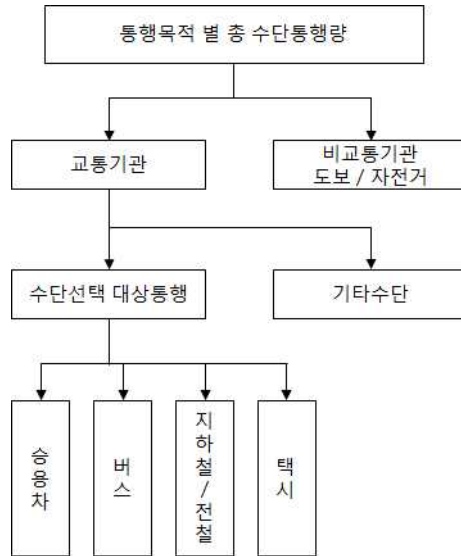 통행목적 별 총 수단통행량
교통기관
비교통기관
도보 / 자전거
수단선택 대상통행
기타수단
승용차
버스
지하철/전철
택시